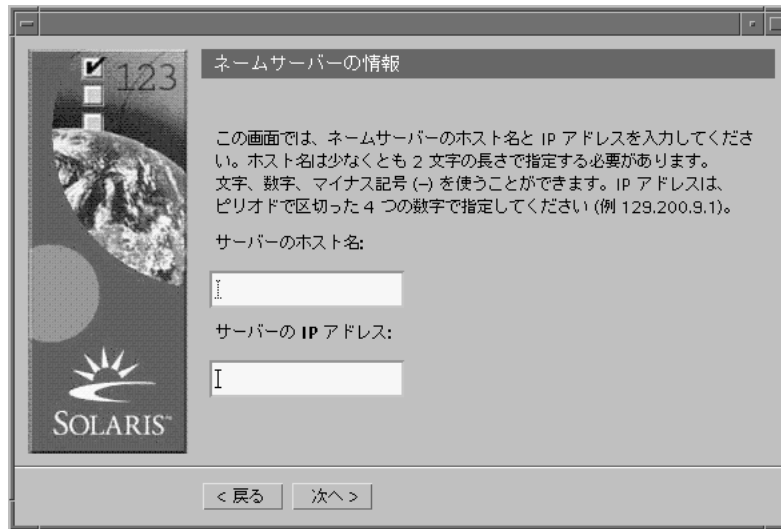 123
ネームサーバーの情報
この画面では、ネームサーバーのホスト名と IP アドレスを入力してくださ
い。ホスト名は少なくとも 2 文字の長さで指定する必要があります。
文字、数字、マイナス記号 (-) を使うことができます。IP アドレスは、
ピリオドで区切った 4 つの数字で指定してください (例 129.200.9.1)。
サーバーのホスト名:
サーバーの IP アドレス:
SOLARIS™
< 戻る
次へ >